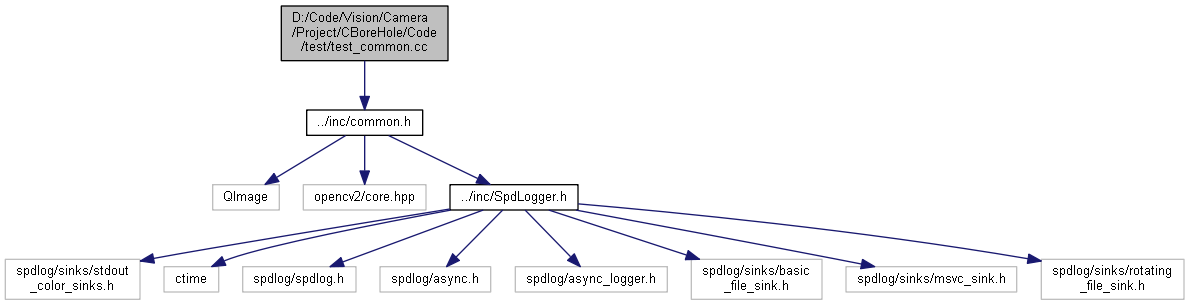 D:/Code/Vision/Camera
/Project/CBoreHole/Code
/test/test_common.cc
../inc/common.h
QImage
opencv2/core.hpp
../inc/SpdLogger.h
spdlog/sinks/stdout
_color_sinks.h
ctime
spdlog/spdlog.h
spdlog/async.h
spdlog/async_logger.h
spdlog/sinks/basic
_file_sink.h
spdlog/sinks/msvc_sink.h
spdlog/sinks/rotating
_file_sink.h